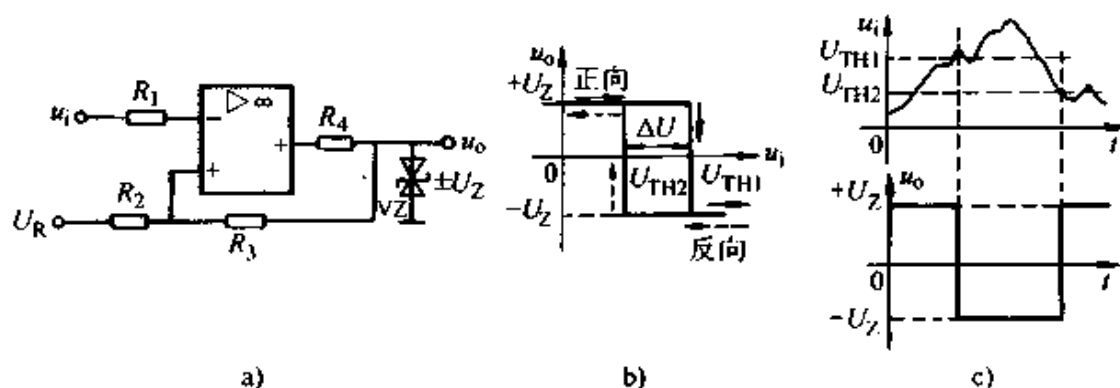 u_i
R_1
▷ ∞
−
+
+
R_4
u_o
±U_Z
VZ
R_2
U_R
R_3
a)
u_o
+U_Z
正向
ΔU
0
U_TH2
U_TH1
u_i
−U_Z
反向
b)
u_i
U_TH1
U_TH2
0
t
u_o
+U_Z
0
t
−U_Z
c)